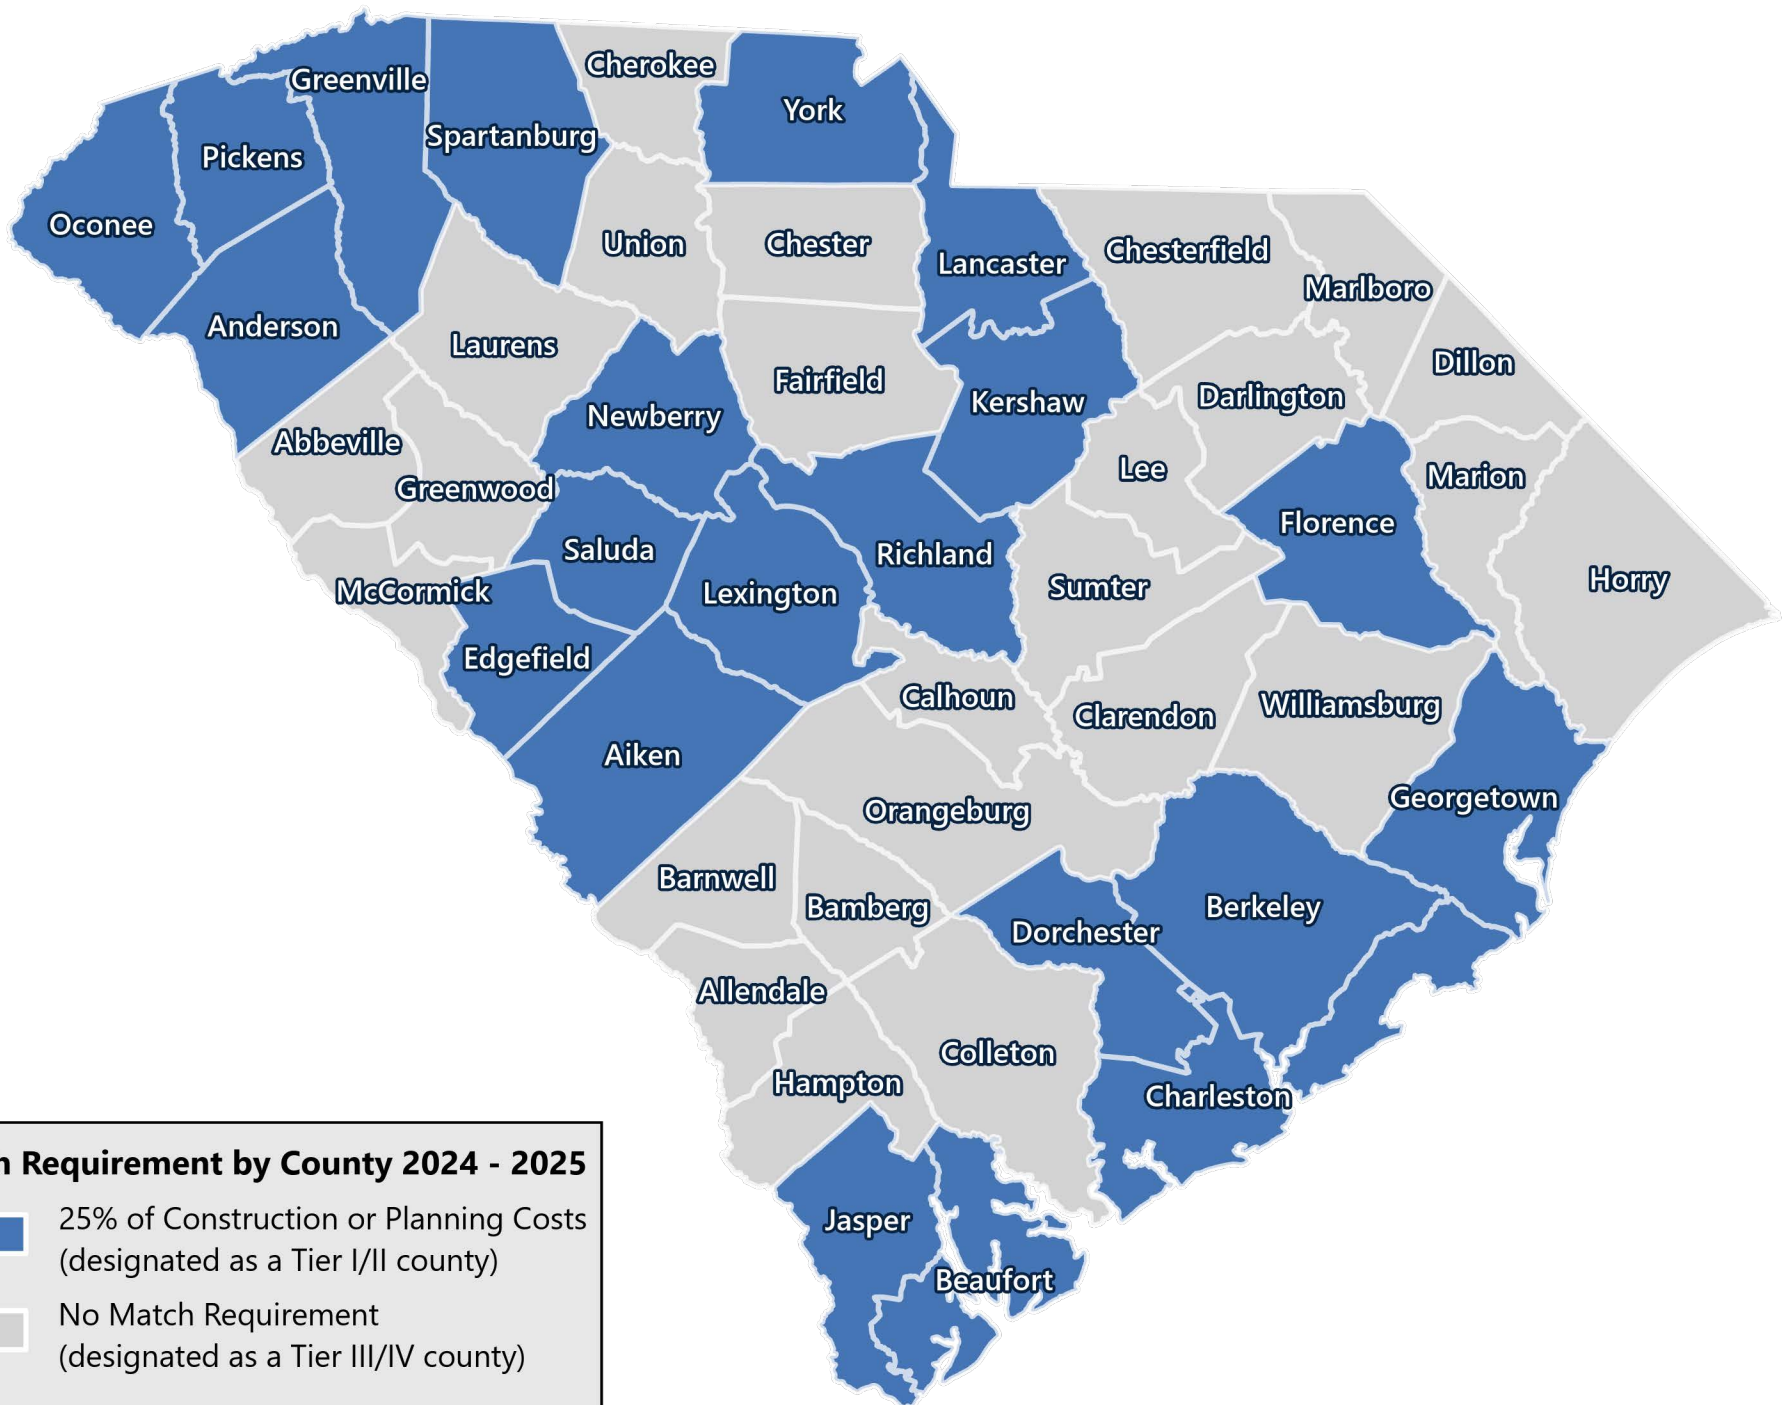 Cherokee
Greenville
York
Spartanburg
Pickens
Oconee
Union
Chester
Lancaster
Chesterfield
Marlboro
Anderson
Laurens
Dillon
Fairfield
Kershaw
Darlington
Newberry
Abbeville
Lee
Marion
Greenwood
Florence
Saluda
Richland
Horry
McCormick
Lexington
Sumter
Edgefield
Calhoun
Williamsburg
Clarendon
Aiken
Georgetown
Orangeburg
Barnwell
Bamberg
Berkeley
Dorchester
Allendale
Colleton
Hampton
Charleston
Jasper
Beaufort
Requirement by County 2024 - 2025
25% of Construction or Planning Costs
(designated as a Tier I/II county)
No Match Requirement
(designated as a Tier III/IV county)